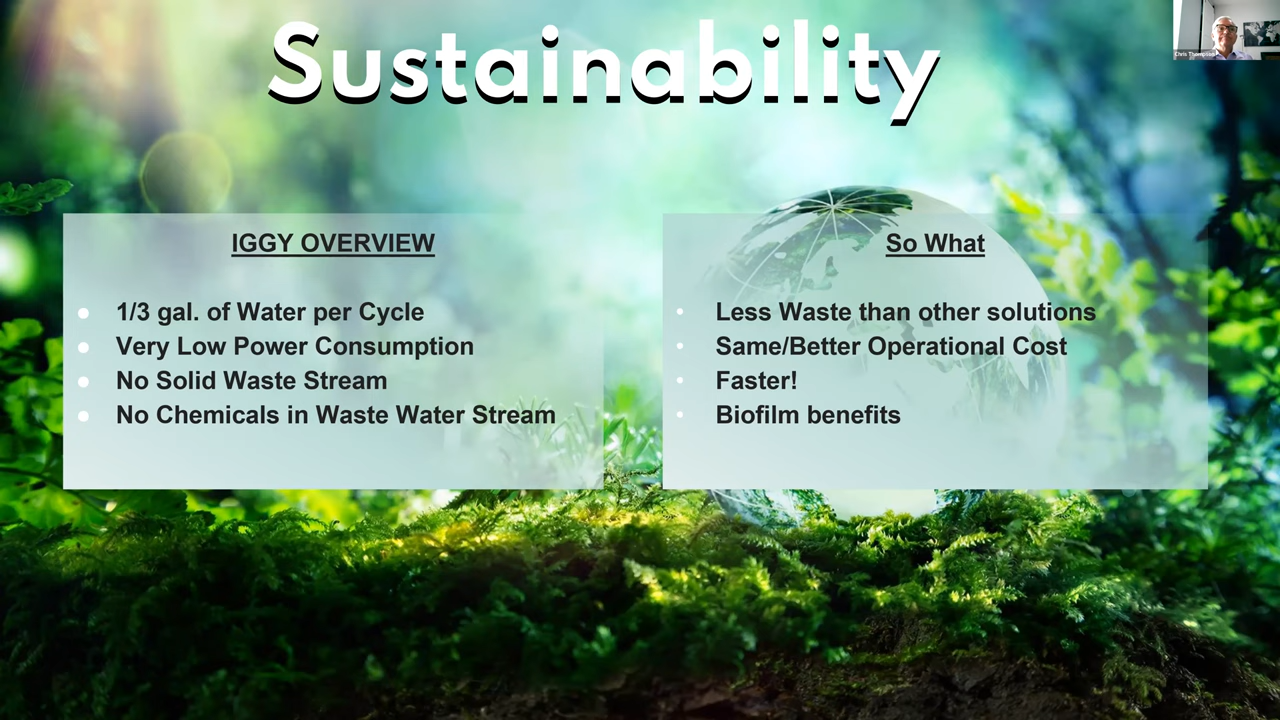 Sustainability
Chris Thompson
IGGY OVERVIEW
1/3 gal. of Water per Cycle
Very Low Power Consumption
No Solid Waste Stream
No Chemicals in Waste Water Stream
So What
Less Waste than other solutions
Same/Better Operational Cost
Faster!
Biofilm benefits